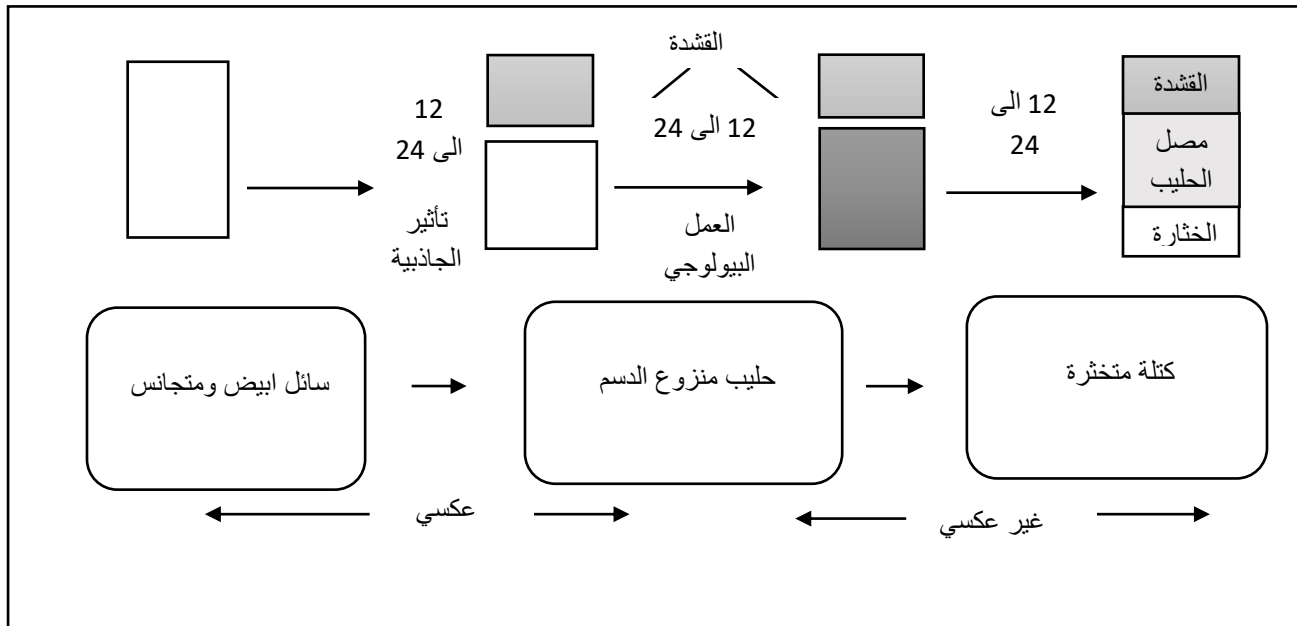 القشدة
12
الى 24
تأثير
الجاذبية
12 الى 24
العمل
البيولوجي
12 الى
24
القشدة
مصل
الحليب
الخثارة
سائل ابيض ومتجانس
حليب منزوع الدسم
كتلة متخثرة
عكسي
غير عكسي